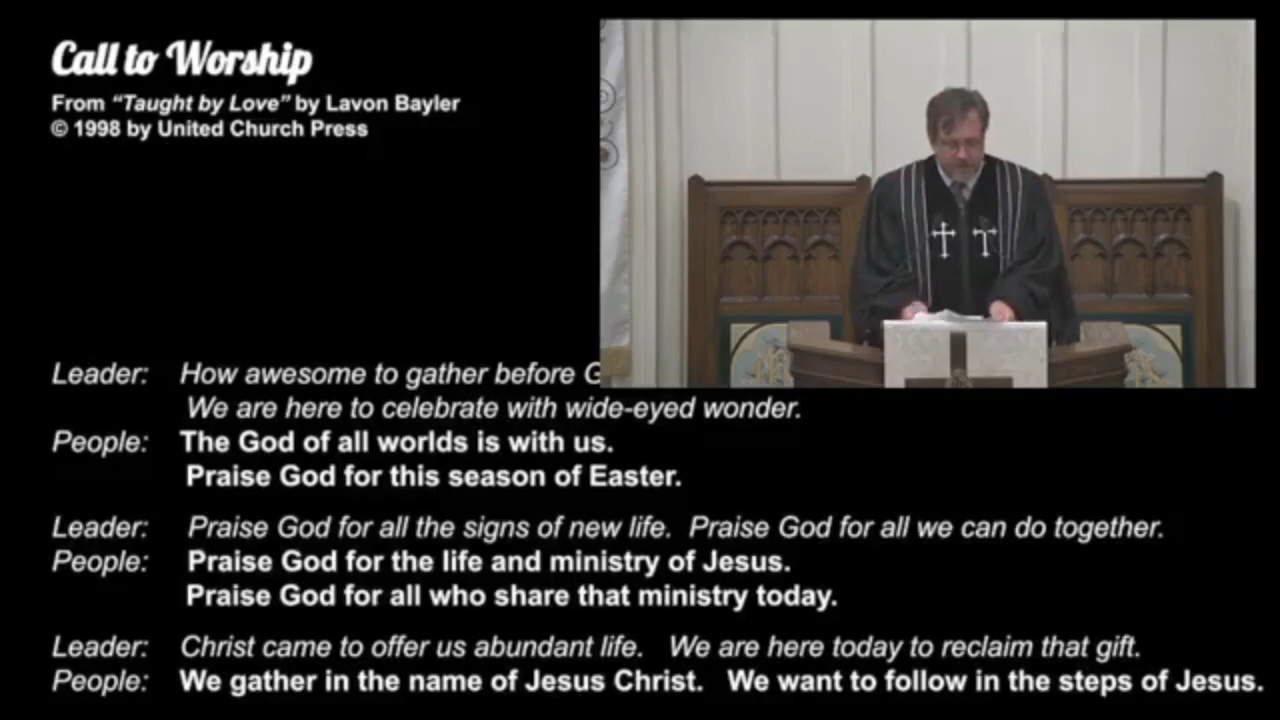 Call to Worship
From “Taught by Love” by Lavon Bayler
© 1998 by United Church Press
Leader: How awesome to gather before
We are here to celebrate with wide-eyed wonder.
People: The God of all worlds is with us.
Praise God for this season of Easter.
Leader: Praise God for all the signs of new life. Praise God for all we can do together.
People: Praise God for the life and ministry of Jesus.
Praise God for all who share that ministry today.
Leader: Christ came to offer us abundant life. We are here today to reclaim that gift.
People: We gather in the name of Jesus Christ. We want to follow in the steps of Jesus.